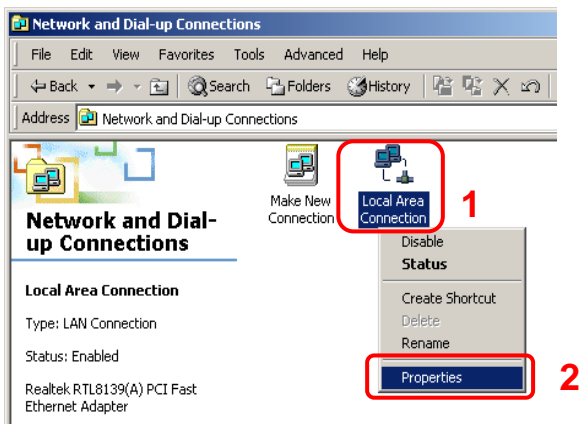 Network and Dial-up Connections
File Edit View Favorites Tools Advanced Help
Back Search Folders History
Address Network and Dial-up Connections
Make New Connection
Local Area Connection
1
Network and Dial-
up Connections
Local Area Connection
Type: LAN Connection
Status: Enabled
Realtek RTL8139(A) PCI Fast
Ethernet Adapter
Disable
Status
Create Shortcut
Delete
Rename
Properties
2